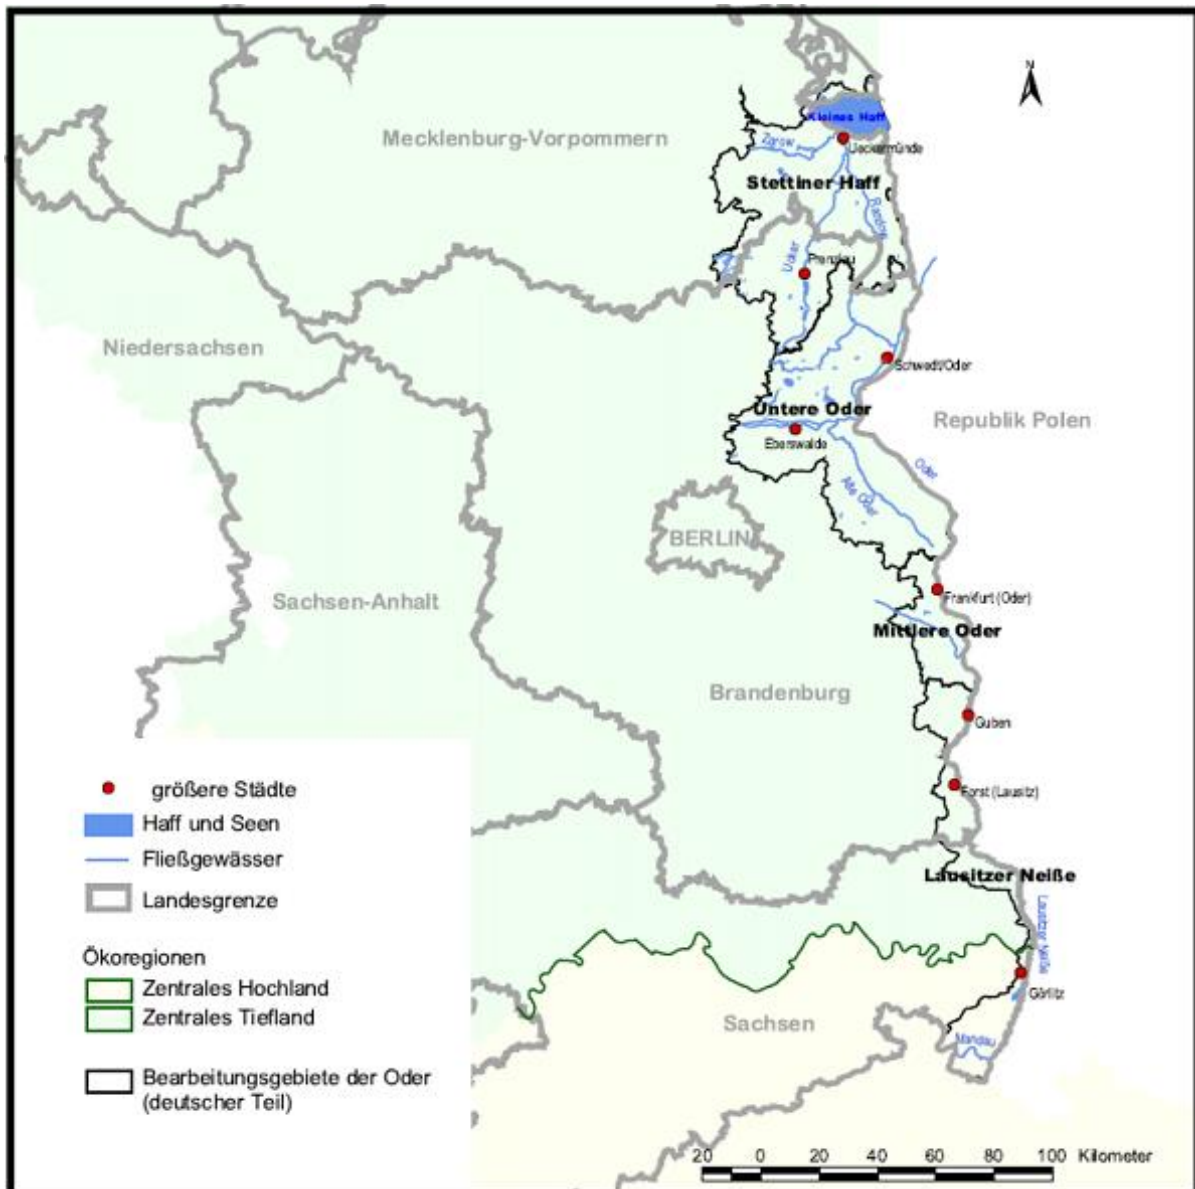 N
Kleines Haff
Mecklenburg-Vorpommern
Zarow
Ueckermünde
Stettiner Haff
Randow
Ucker
Prenzlau
Niedersachsen
Schwedt/Oder
Untere Oder
Republik Polen
Eberswalde
Oder
Alte Oder
BERLIN
Frankfurt (Oder)
Sachsen-Anhalt
Mittlere Oder
Brandenburg
Guben
Forst (Lausitz)
Lausitzer Neiße
Lausitzer Neiße
Görlitz
Sachsen
Mandau
größere Städte
Haff und Seen
Fließgewässer
Landesgrenze
Ökoregionen
Zentrales Hochland
Zentrales Tiefland
Bearbeitungsgebiete der Oder
(deutscher Teil)
20 0 20 40 60 80 100 Kilometer